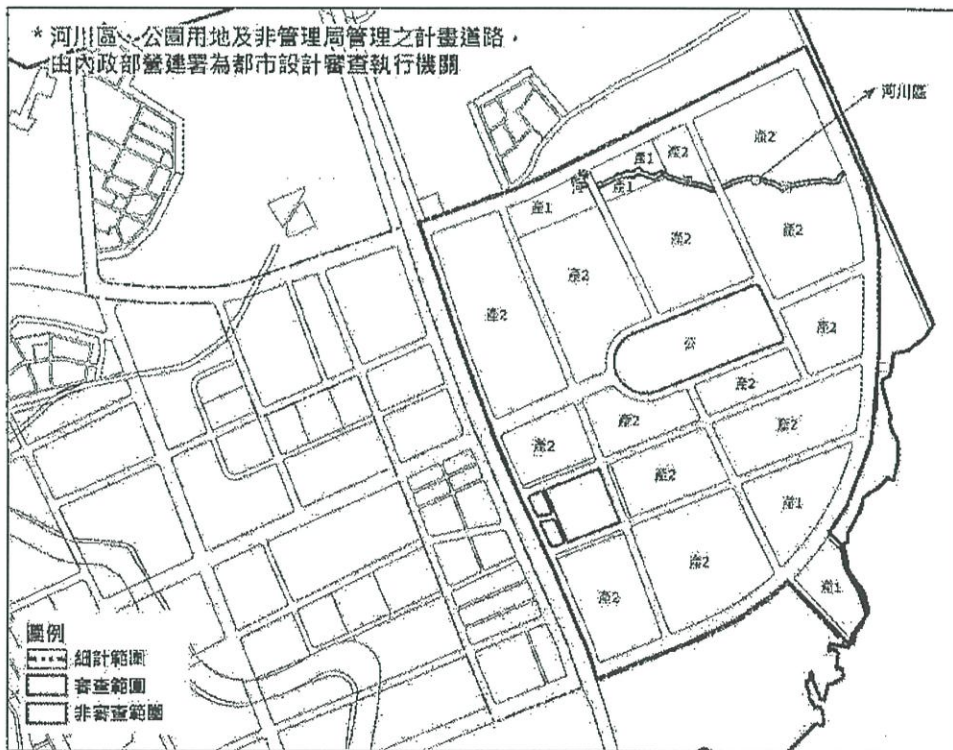 * 河川區、公園用地及非管理局管理之計畫道路，
由內政部營建署為都市設計審查執行機關
河川區
產2
產2
產1
產1
產1
產2
產2
產2
產2
產2
公
產2
產2
產2
產2
產2
產2
產1
產2
產2
產1
圖例
細計範圍
審查範圍
非審查範圍